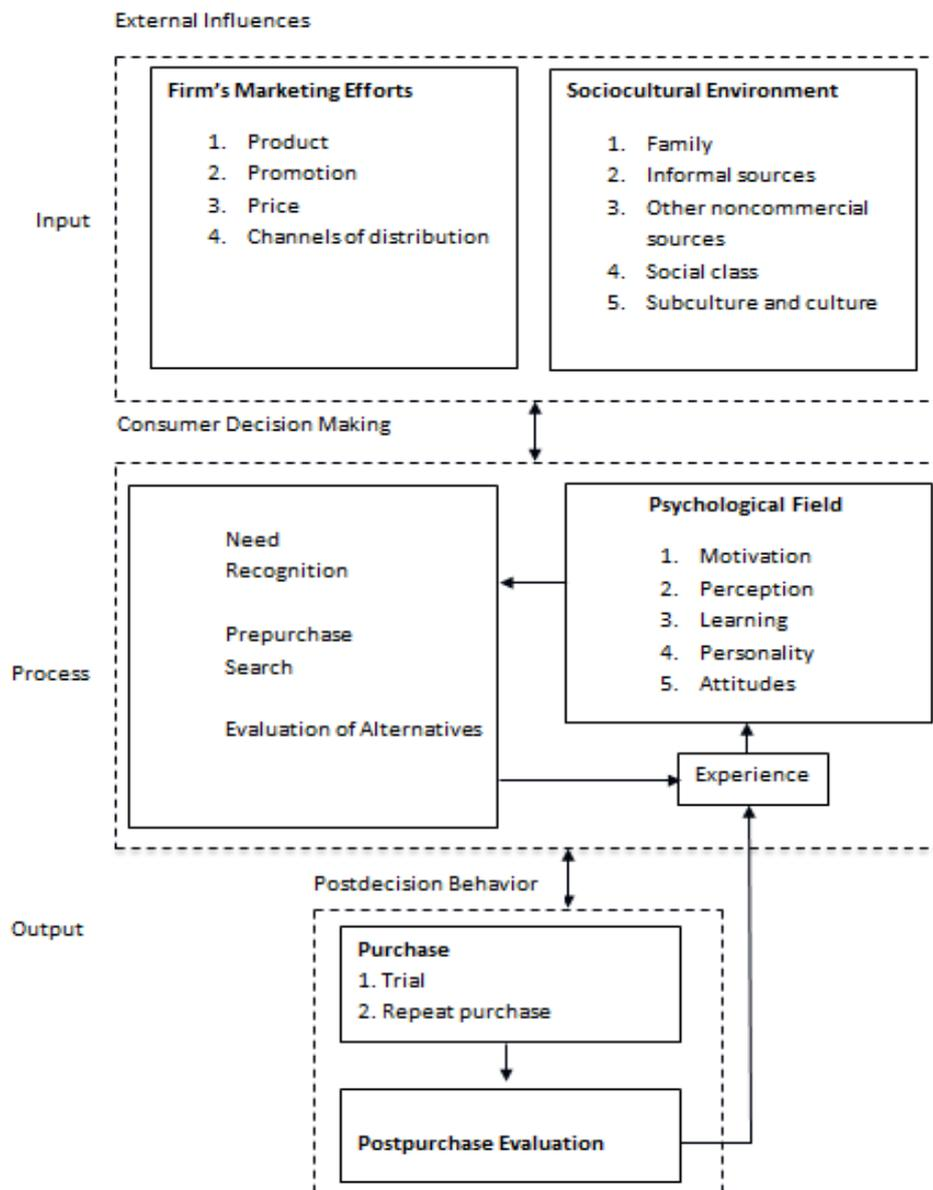 External Influences
Firm's Marketing Efforts
1. Product
2. Promotion
3. Price
4. Channels of distribution
Sociocultural Environment
1. Family
2. Informal sources
3. Other noncommercial
sources
4. Social class
5. Subculture and culture
Input
Consumer Decision Making
Need
Recognition
Prepurchase
Search
Evaluation of Alternatives
Psychological Field
1. Motivation
2. Perception
3. Learning
4. Personality
5. Attitudes
Process
Experience
Postdecision Behavior
Output
Purchase
1. Trial
2. Repeat purchase
Postpurchase Evaluation